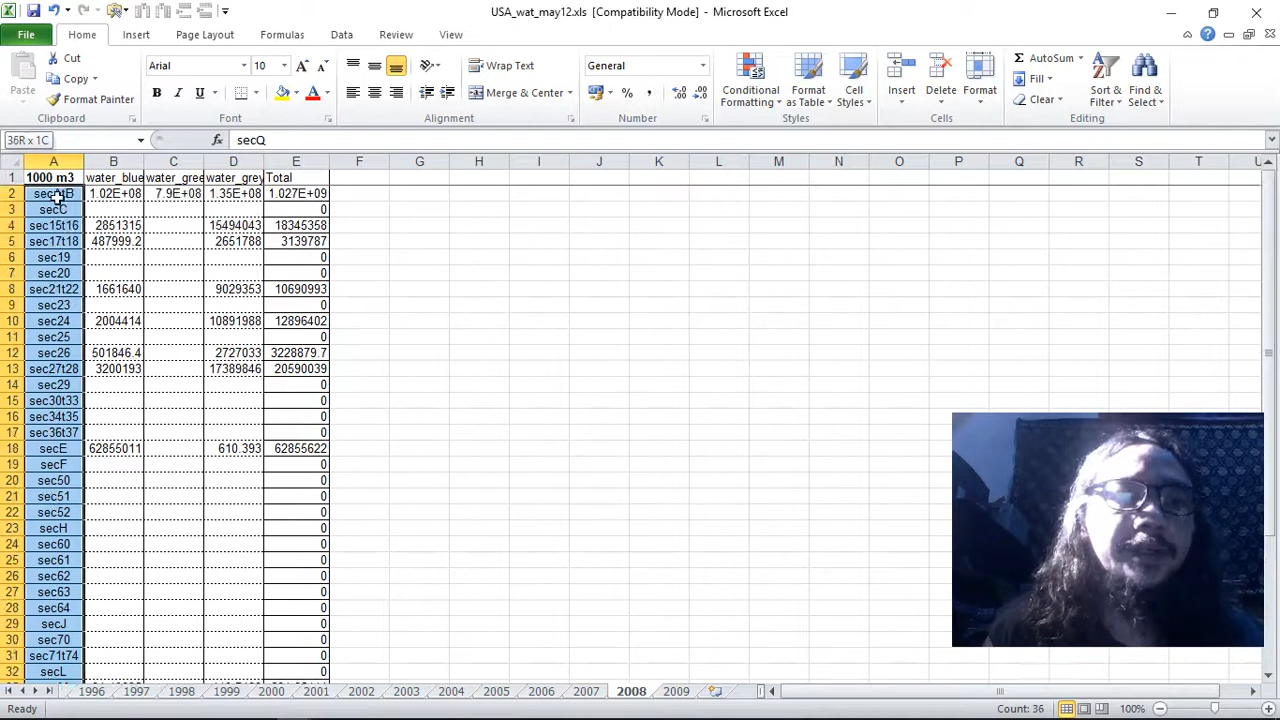 USA_wat_may12.xls [Compatibility Mode] - Microsoft Excel
File Home Insert Page Layout Formulas Data Review View
Cut
Copy
Format Painter
Paste
Arial 10
Wrap Text
Merge & Center
General
Conditional Formatting
Format as Table
Cell Styles
Insert Delete Format
AutoSum
Fill
Clear
Sort & Filter
Find & Select
Clipboard Font Alignment Number Styles Cells Editing
36R x 1C fx secQ
A B C D E F G H I J K L M N O P Q R S T U
1 1000 m3 water_blue water_gree water_grey Total
2 1.02E+08 7.9E+08 1.35E+08 1.027E+09
3 secC 0
4 sec15t16 2851315 15494043 18345358
5 sec17t18 487999.2 2651788 3139787
6 sec19 0
7 sec20 0
8 sec21t22 1661640 9029353 10690993
9 sec23 0
10 sec24 2004414 10891988 12896402
11 sec25 0
12 sec26 501846.4 2727033 3228879.7
13 sec27t28 3200193 17389846 20590039
14 sec29 0
15 sec30t33 0
16 sec34t35 0
17 sec36t37 0
18 secE 62855011 610.393 62855622
19 secF 0
20 sec50 0
21 sec51 0
22 sec52 0
23 secH 0
24 sec60 0
25 sec61 0
26 sec62 0
27 sec63 0
28 sec64 0
29 secJ 0
30 sec70 0
31 sec71t74 0
32 secL 0
1996 1997 1998 1999 2000 2001 2002 2003 2004 2005 2006 2007 2008 2009
Ready Count: 36 100%